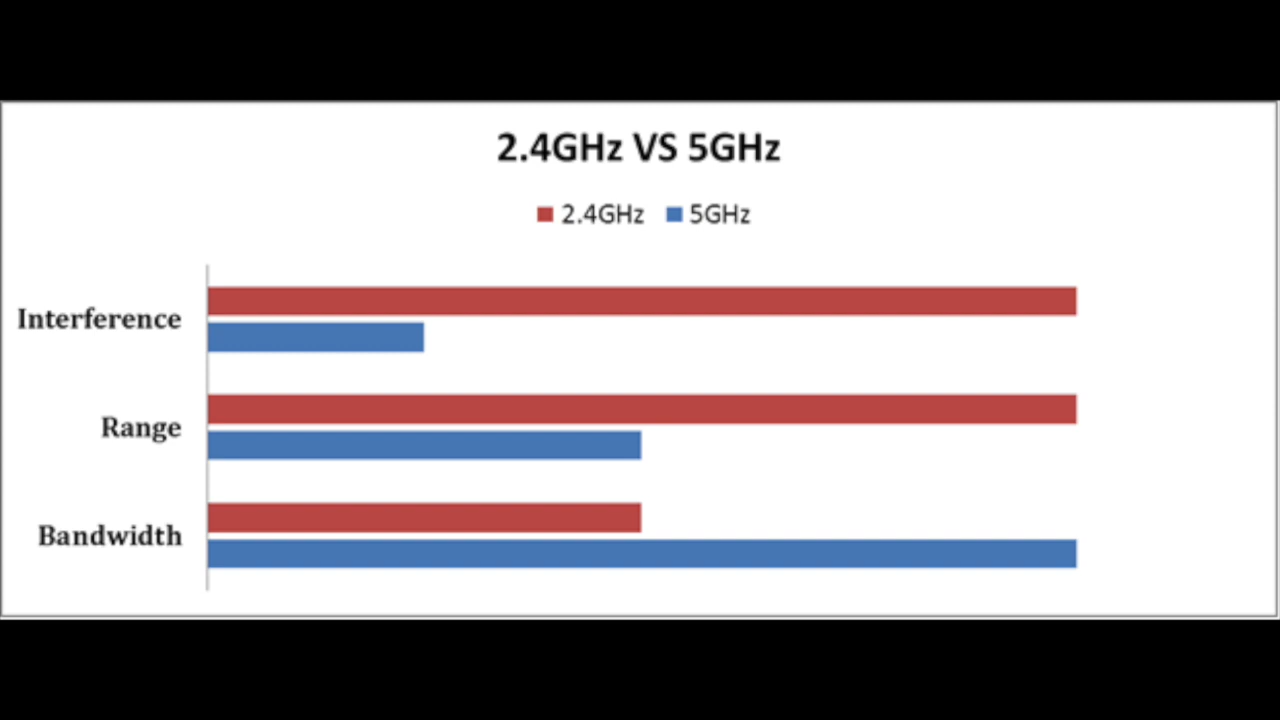 2.4GHz VS 5GHz
2.4GHz 5GHz
Interference
Range
Bandwidth